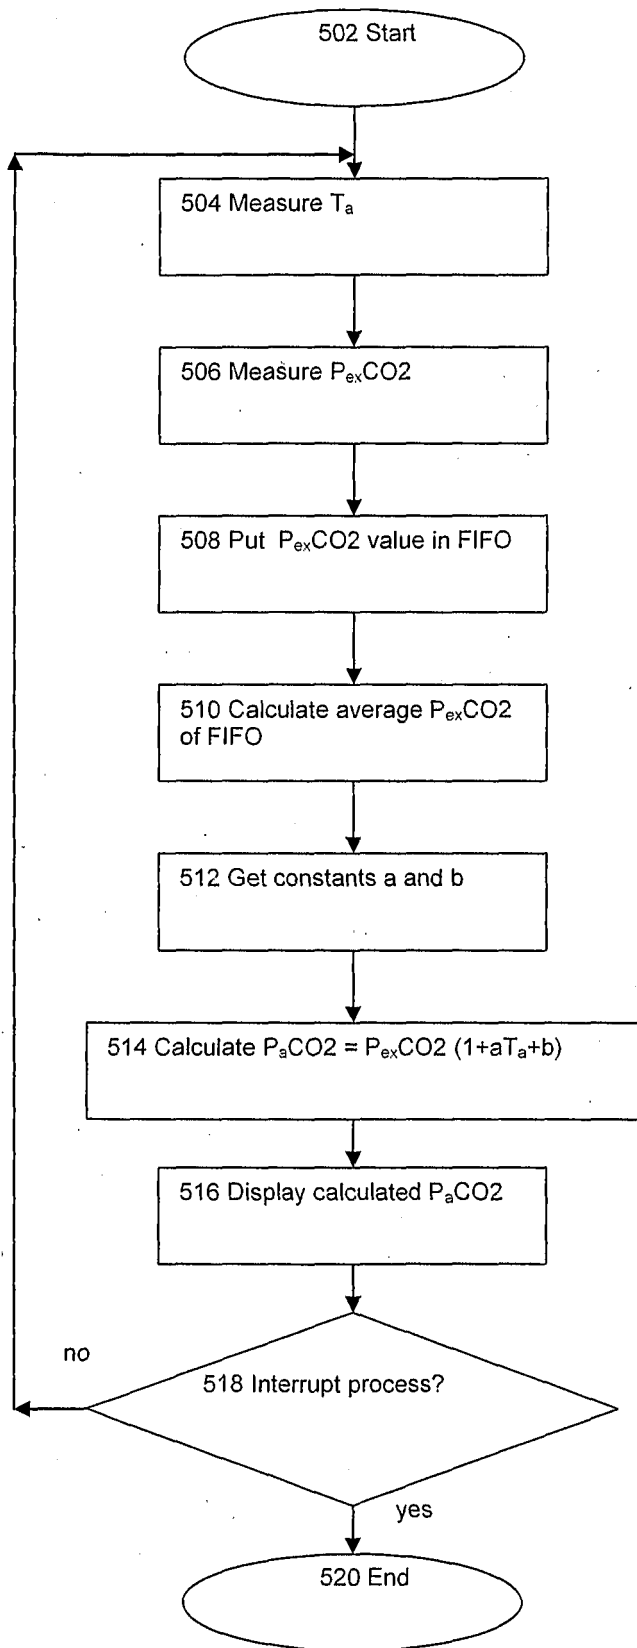 502 Start
504 Measure Tₐ
506 Measure PₑₓCO2
508 Put PₑₓCO2 value in FIFO
510 Calculate average PₑₓCO2
of FIFO
512 Get constants a and b
514 Calculate PₐCO2 = PₑₓCO2 (1+aTₐ+b)
516 Display calculated PₐCO2
no
518 Interrupt process?
yes
520 End